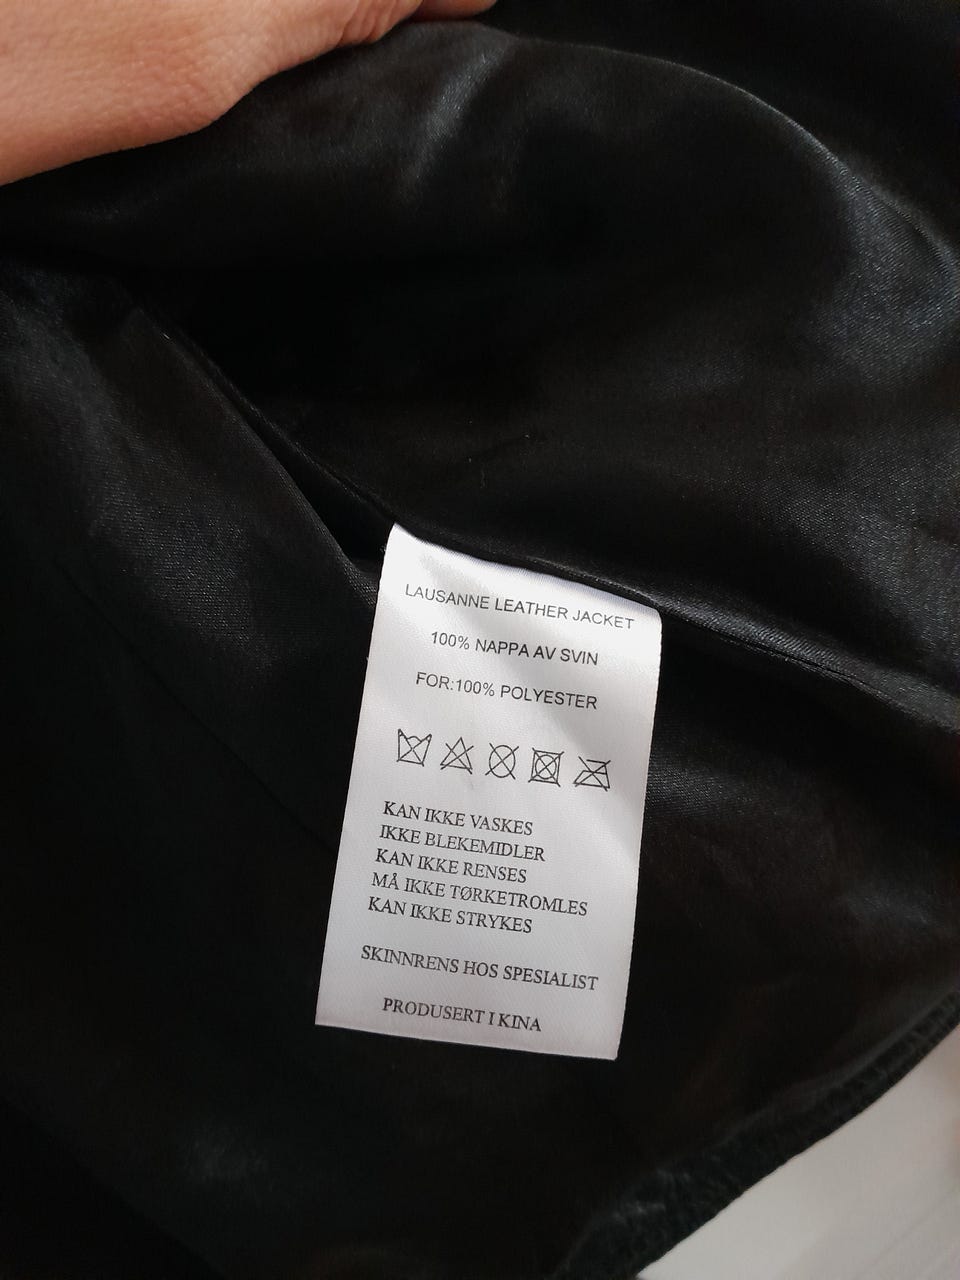 LAUSANNE LEATHER JACKET
100% NAPPA AV SVIN
FOR:100% POLYESTER
KAN IKKE VASKES
IKKE BLEKEMIDLER
KAN IKKE RENSES
MÅ IKKE TØRKETROMLES
KAN IKKE STRYKES
SKINNRENS HOS SPESIALIST
PRODUSERT I KINA